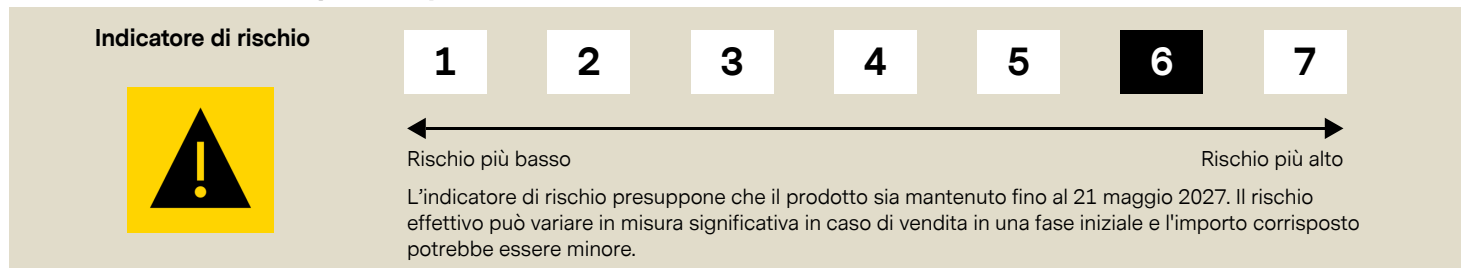 Indicatore di rischio
1 2 3 4 5 6 7
Rischio più basso Rischio più alto
L'indicatore di rischio presuppone che il prodotto sia mantenuto fino al 21 maggio 2027. Il rischio
effettivo può variare in misura significativa in caso di vendita in una fase iniziale e l'importo corrisposto
potrebbe essere minore.